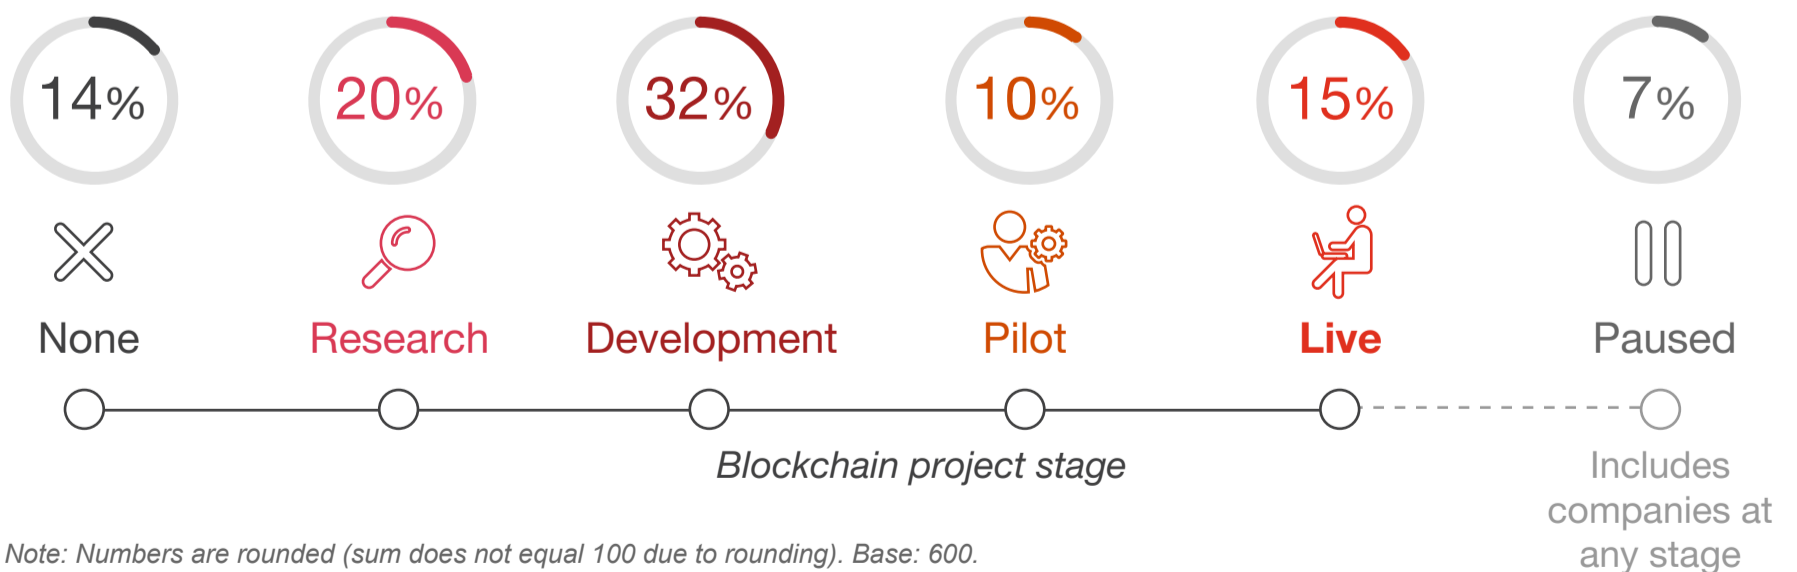 14%
20%
32%
10%
15%
7%
None
Research
Development
Pilot
Live
Paused
Blockchain project stage
Includes
companies at
any stage
Note: Numbers are rounded (sum does not equal 100 due to rounding). Base: 600.